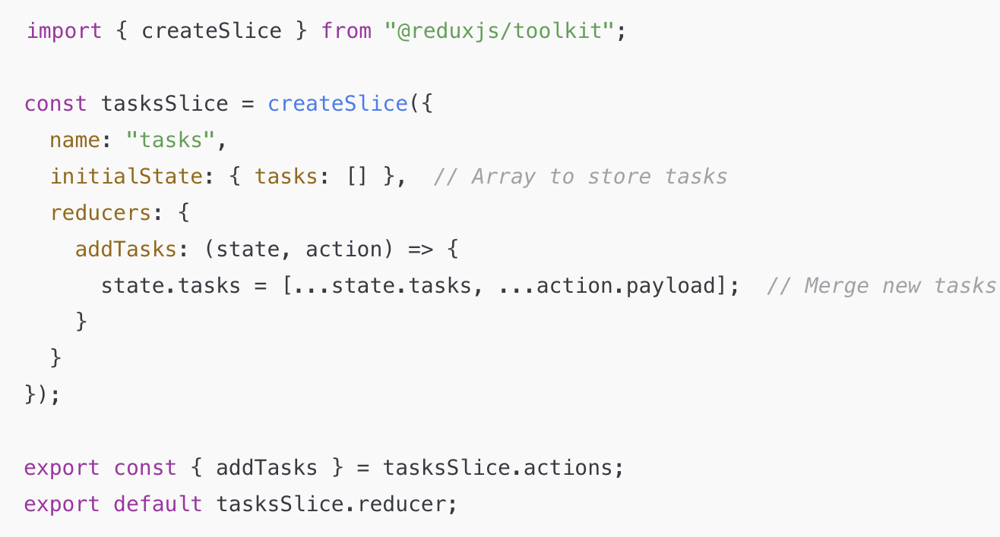 import { createSlice } from "@reduxjs/toolkit";

const tasksSlice = createSlice({
  name: "tasks",
  initialState: { tasks: [] },  // Array to store tasks
  reducers: {
    addTasks: (state, action) => {
      state.tasks = [...state.tasks, ...action.payload];  // Merge new tasks
    }
  }
});

export const { addTasks } = tasksSlice.actions;
export default tasksSlice.reducer;